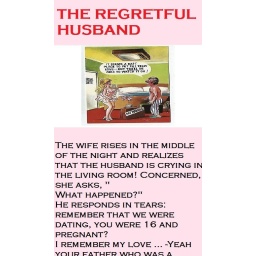 THE REGRETFUL
HUSBAND
THE WIFE RISES IN THE MIDDLE
OF THE NIGHT AND REALIZES
THAT THE HUSBAND IS CRYING IN
THE LIVING ROOM! CONCERNED,
SHE ASKS, "
WHAT HAPPENED?"
HE RESPONDS IN TEARS:
REMEMBER THAT WE WERE
DATING, YOU WERE 16 AND
PREGNANT?
I REMEMBER MY LOVE ... -YEAH
YOUR FATHER WHO WAS A